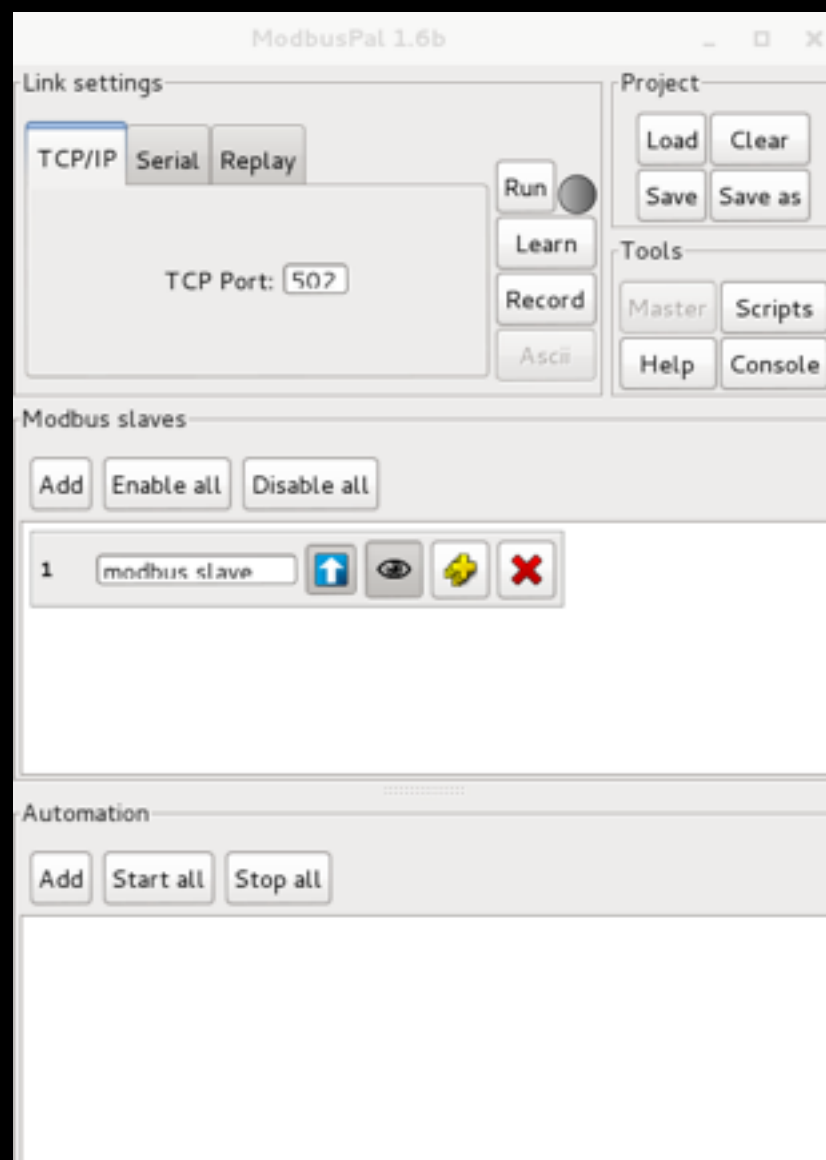 ModbusPal 1.6b
Link settings
TCP/IP Serial Replay
TCP Port: 502
Run
Learn
Record
Ascii
Project
Load Clear
Save Save as
Tools
Master Scripts
Help Console
Modbus slaves
Add Enable all Disable all
1 modbus slave
Automation
Add Start all Stop all